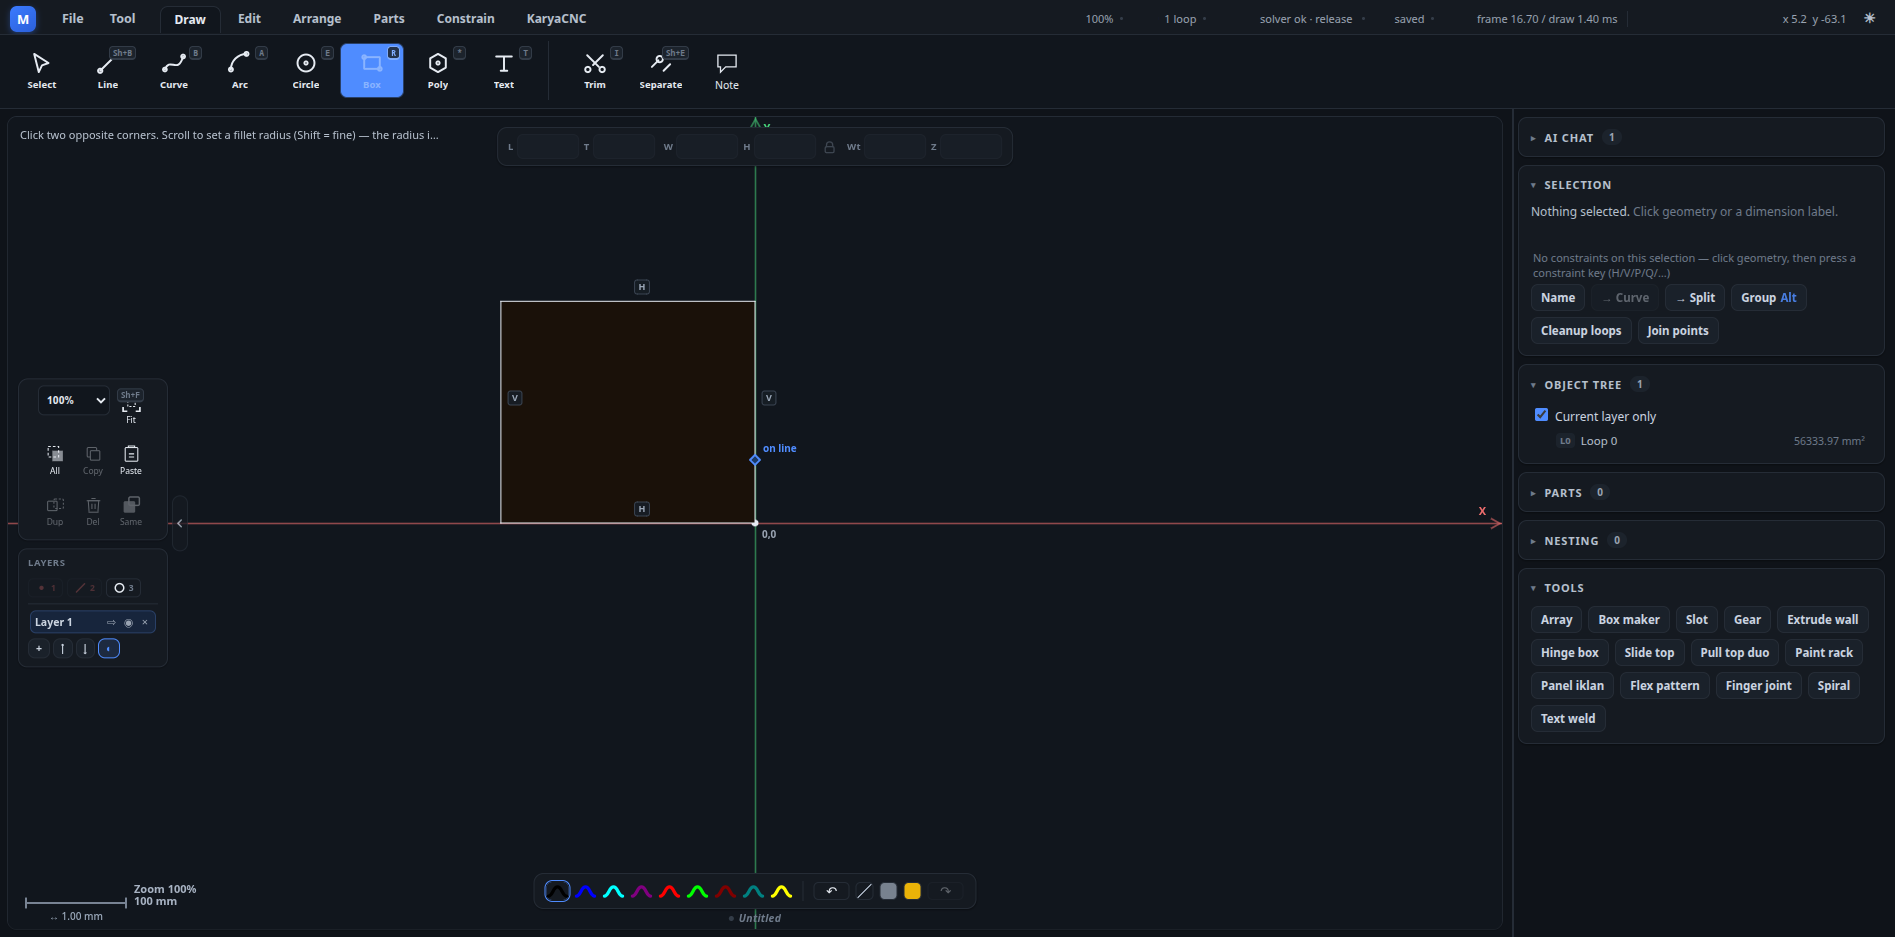 M File Tool Draw Edit Arrange Parts Constrain KaryaCNC 100% 1 loop solver ok · release saved frame 16.70 / draw 1.40 ms x 5.2 y -63.1
Sh+B B A E R * T I Sh+E
Select Line Curve Arc Circle Box Poly Text Trim Separate Note
Click two opposite corners. Scroll to set a fillet radius (Shift = fine) — the radius i...
Y
L T W H Wt Z
H
V V
on line
H
X
0,0
100% Sh+F
Fit
All Copy Paste
Dup Del Same
LAYERS
1 2 3
Layer 1 ×
+
Zoom 100%
100 mm
↔ 1.00 mm
Untitled
AI CHAT 1
SELECTION
Nothing selected. Click geometry or a dimension label.
No constraints on this selection — click geometry, then press a
constraint key (H/V/P/Q/...)
Name → Curve → Split Group Alt
Cleanup loops Join points
OBJECT TREE 1
Current layer only
L0 Loop 0 56333.97 mm²
PARTS 0
NESTING 0
TOOLS
Array Box maker Slot Gear Extrude wall
Hinge box Slide top Pull top duo Paint rack
Panel iklan Flex pattern Finger joint Spiral
Text weld